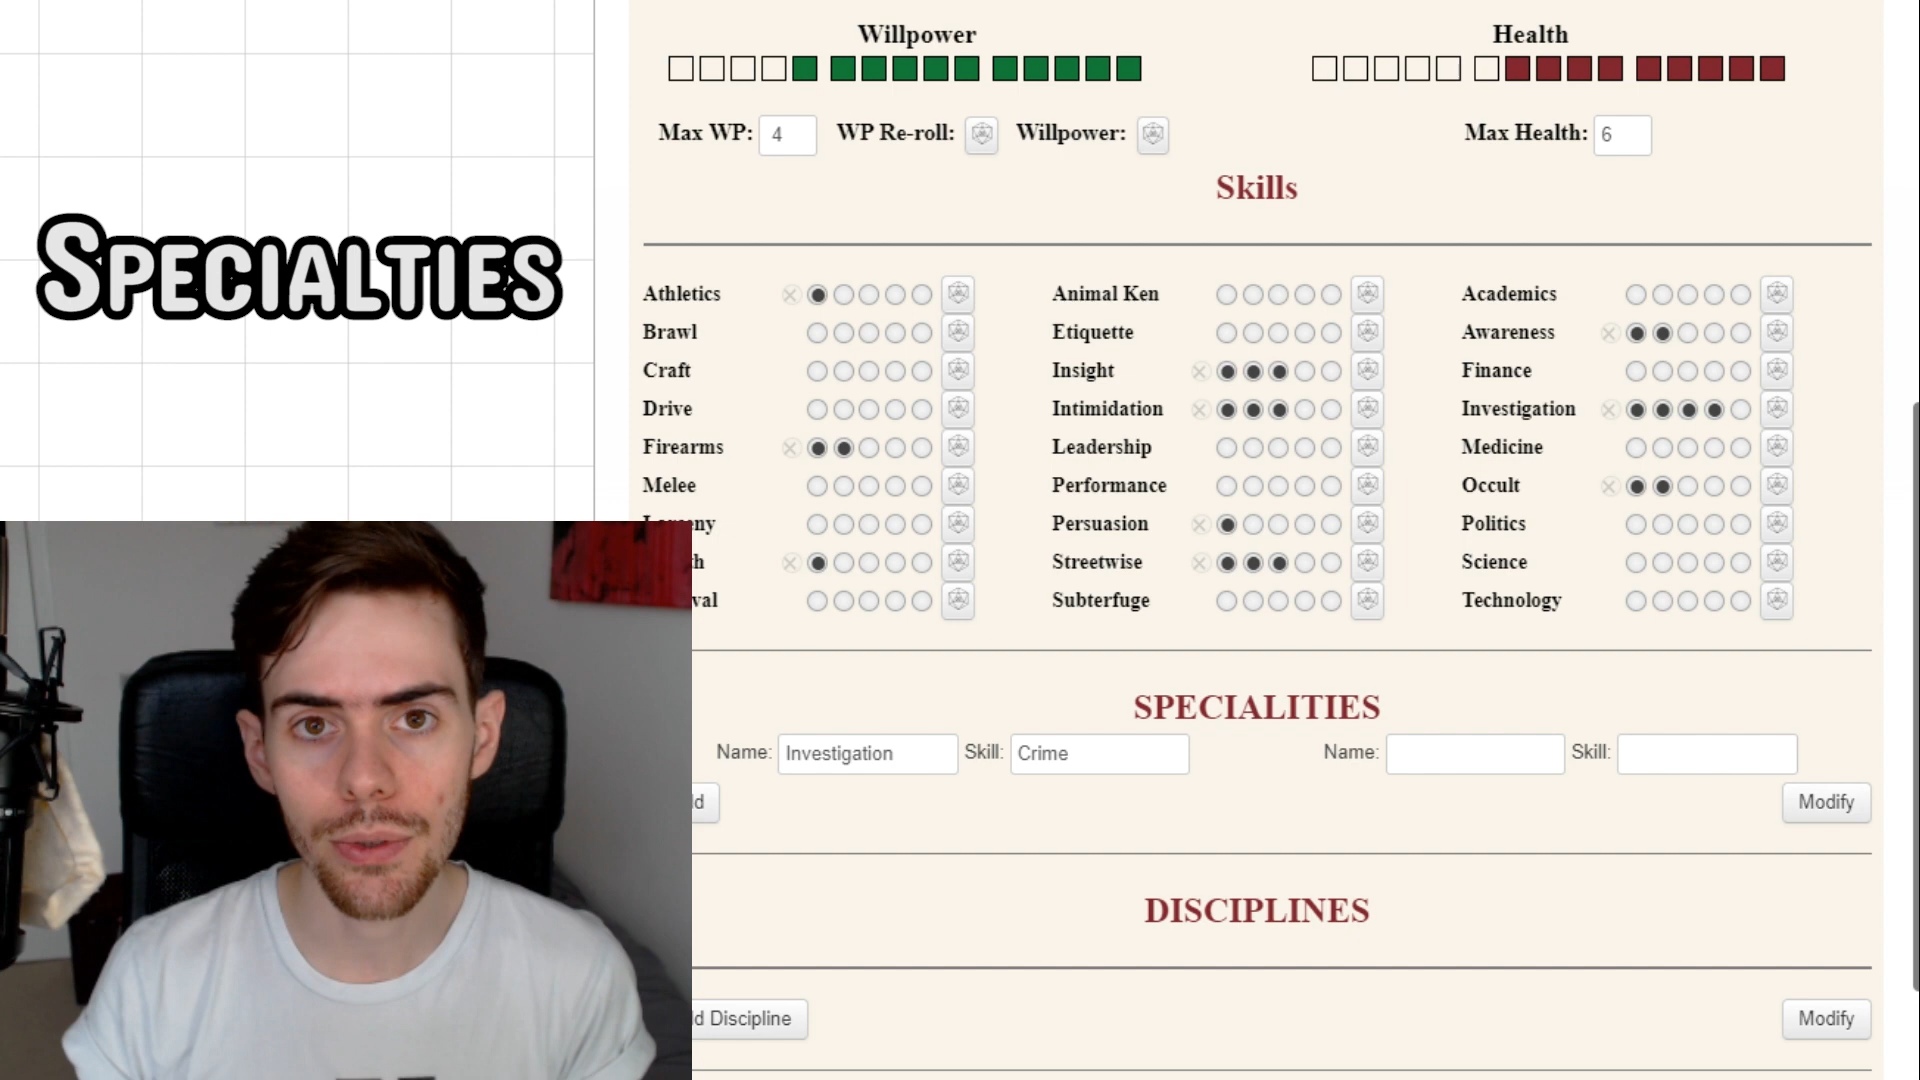 SPECIALTIES
Willpower
Health
Max WP: 4 WP Re-roll: Willpower:
Max Health: 6
Skills
Athletics Animal Ken Academics
Brawl Etiquette Awareness
Craft Insight Finance
Drive Intimidation Investigation
Firearms Leadership Medicine
Melee Performance Occult
Persuasion Politics
Streetwise Science
Subterfuge Technology
SPECIALITIES
Name: Investigation Skill: Crime Name: Skill:
Modify
DISCIPLINES
Discipline Modify